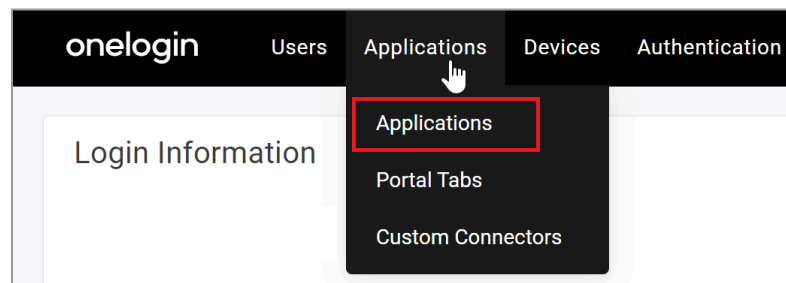 onelogin Users Applications Devices Authentication
Applications
Login Information
Portal Tabs
Custom Connectors